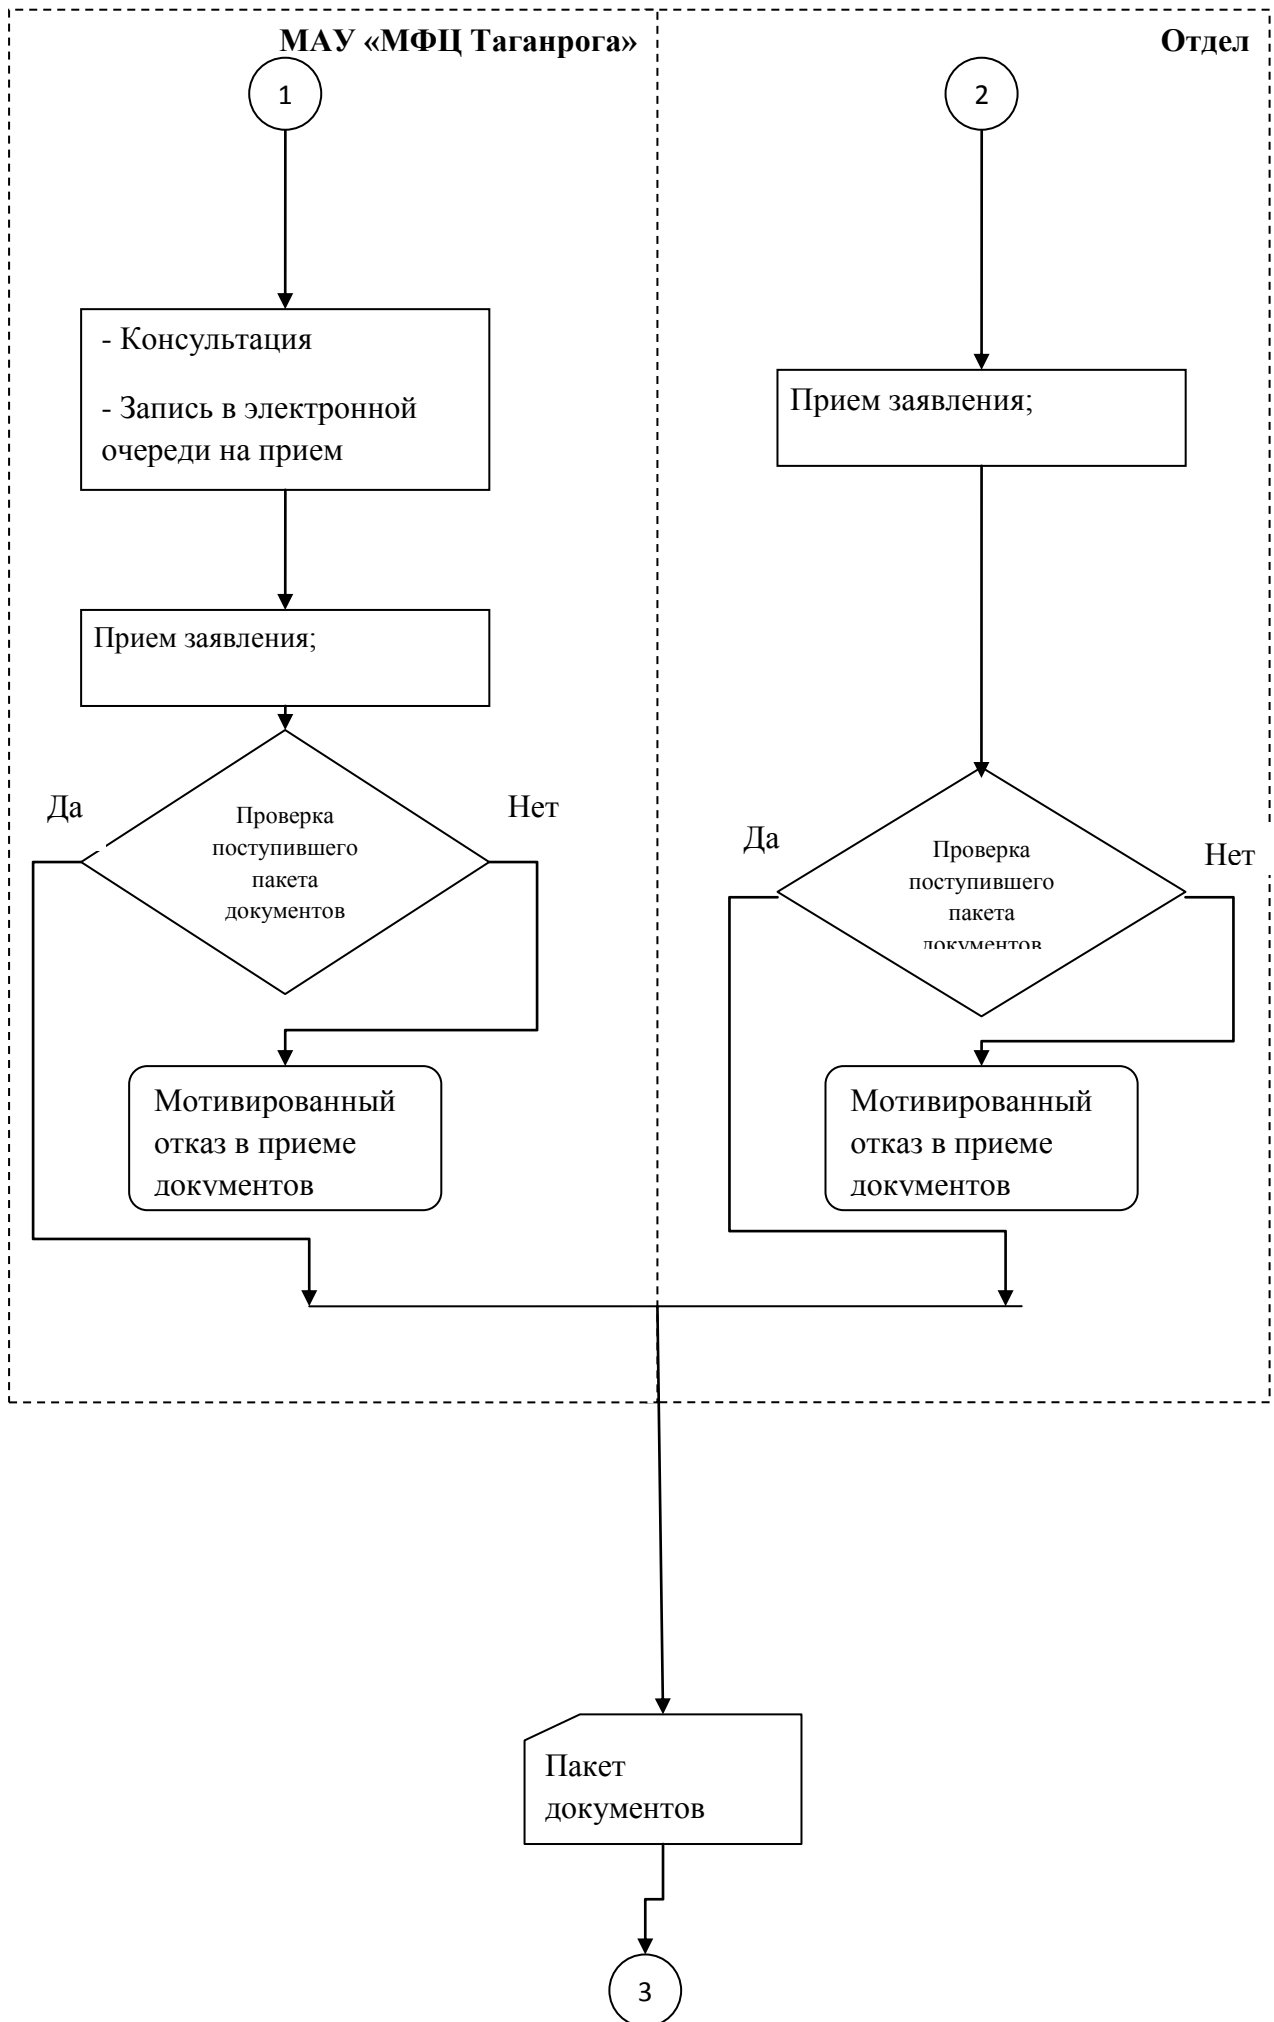 МАУ «МФЦ Таганрога»
Отдел
1
2
- Консультация
- Запись в электронной
очереди на прием
Прием заявления;
Прием заявления;
Да
Нет
Проверка
поступившего
пакета
документов
Да
Нет
Проверка
поступившего
пакета
документов
Мотивированный
отказ в приеме
документов
Мотивированный
отказ в приеме
документов
Пакет
документов
3